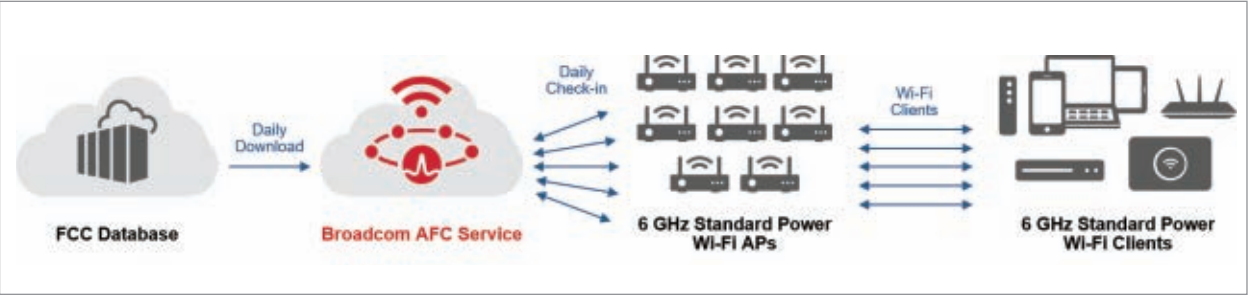 Daily
Download
Daily
Check-in
Wi-Fi
Clients
FCC Database
Broadcom AFC Service
6 GHz Standard Power
Wi-Fi APs
6 GHz Standard Power
Wi-Fi Clients